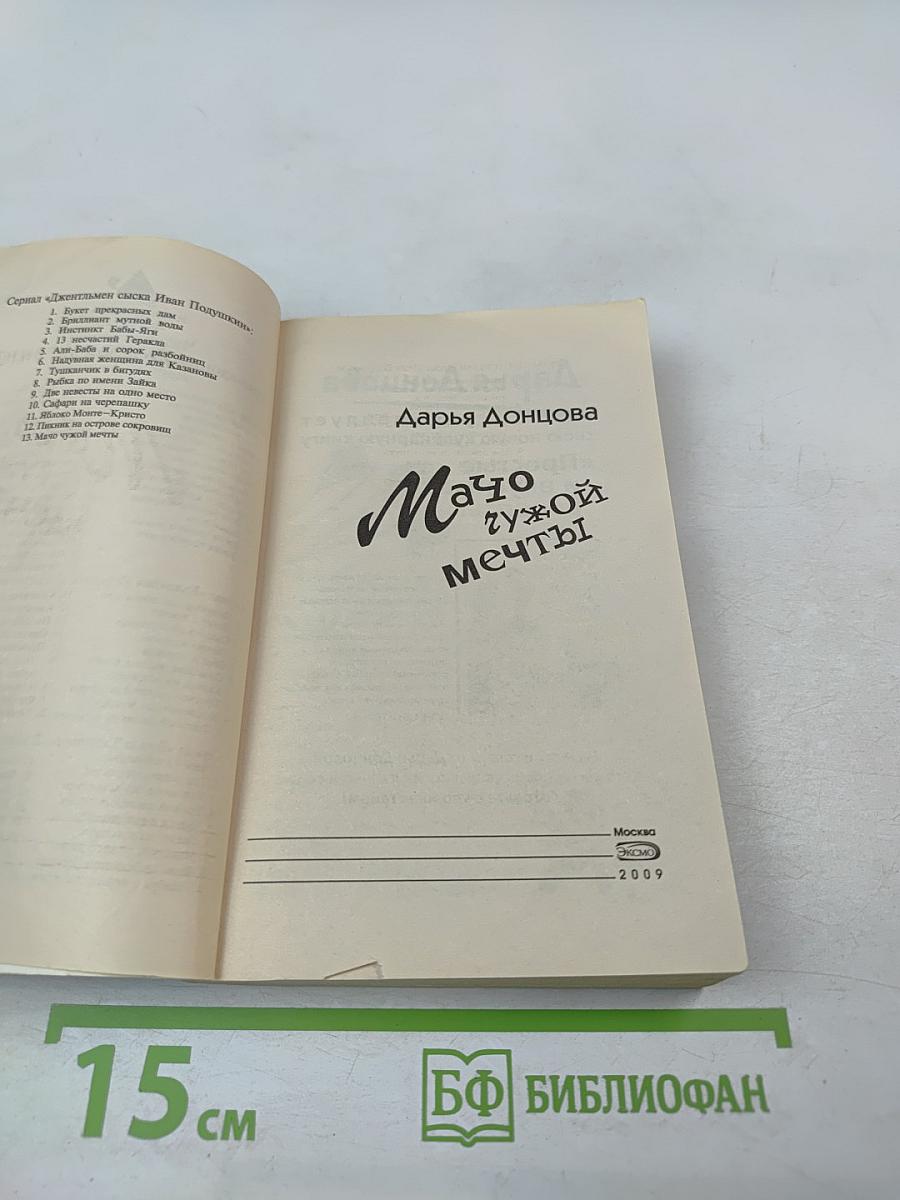 Сериал «Джентльмен сыска Иван Подушкин»:
1. Букет прекрасных дам
2. Бриллиант мутной воды
3. Инстинкт Бабы-Яги
4. 13 несчастий Геракла
5. Али-Баба и сорок разбойниц
6. Надувная женщина для Казановы
7. Тушканчик в бигудях
8. Рыбка по имени Зайка
9. Две невесты на одно место
10. Сафари на черепашку
11. Яблоко Монте-Кристо
12. Пикник на острове сокровищ
13. Мачо чужой мечты
Дарья Донцова
Мачо
чужой
мечты
Москва
Эксмо
2009
15 см
БФ БИБЛИОФАН